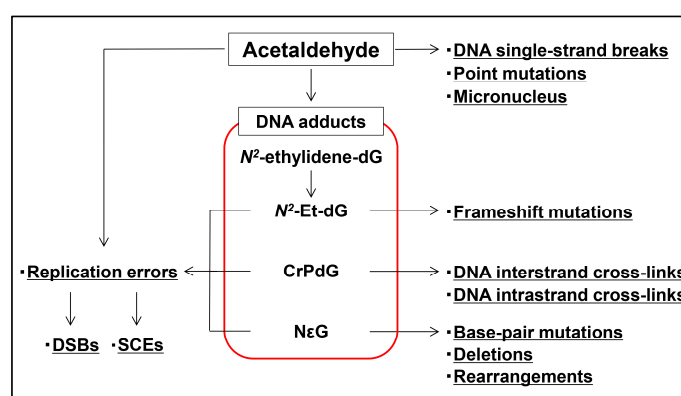 Acetaldehyde
・DNA single-strand breaks
・Point mutations
・Micronucleus
DNA adducts
N²-ethylidene-dG
N²-Et-dG
・Frameshift mutations
・Replication errors
CrPdG
・DNA interstrand cross-links
・DNA intrastrand cross-links
・DSBs
・SCEs
NεG
・Base-pair mutations
・Deletions
・Rearrangements